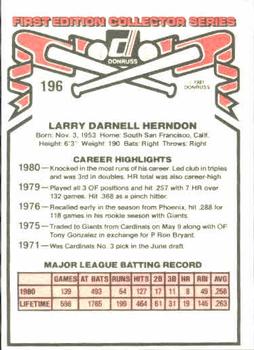 FIRST EDITION COLLECTOR SERIES
DONRUSS
196
1981
DONRUSS
LARRY DARNELL HERNDON
Born: Nov. 3, 1953 Home: South San Francisco, Calif.
Height: 6'3" Weight: 190 Bats: Right Throws: Right
CAREER HIGHLIGHTS
1980—Knocked in the most runs of his career. Led club in triples
and was 3rd in doubles. HR total was also career-high
1979—Played all 3 OF positions and hit .257 with 7 HR over
132 games. Hit .368 as a pinch hitter.
1976—Recalled early in the season from Phoenix, hit .288 for
118 games in his rookie season with Giants.
1975—Traded to Giants from Cardinals on May 9 along with OF
Tony Gonzalez in exchange for P Ron Bryant
1971—Was Cardinals No. 3 pick in the June draft
MAJOR LEAGUE BATTING RECORD
GAMES AT BATS RUNS HITS 2B 3B HR RBI AVG
1980 139 493 54 127 17 11 8 49 .258
LIFETIME 596 1765 199 464 61 31 19 145 .263